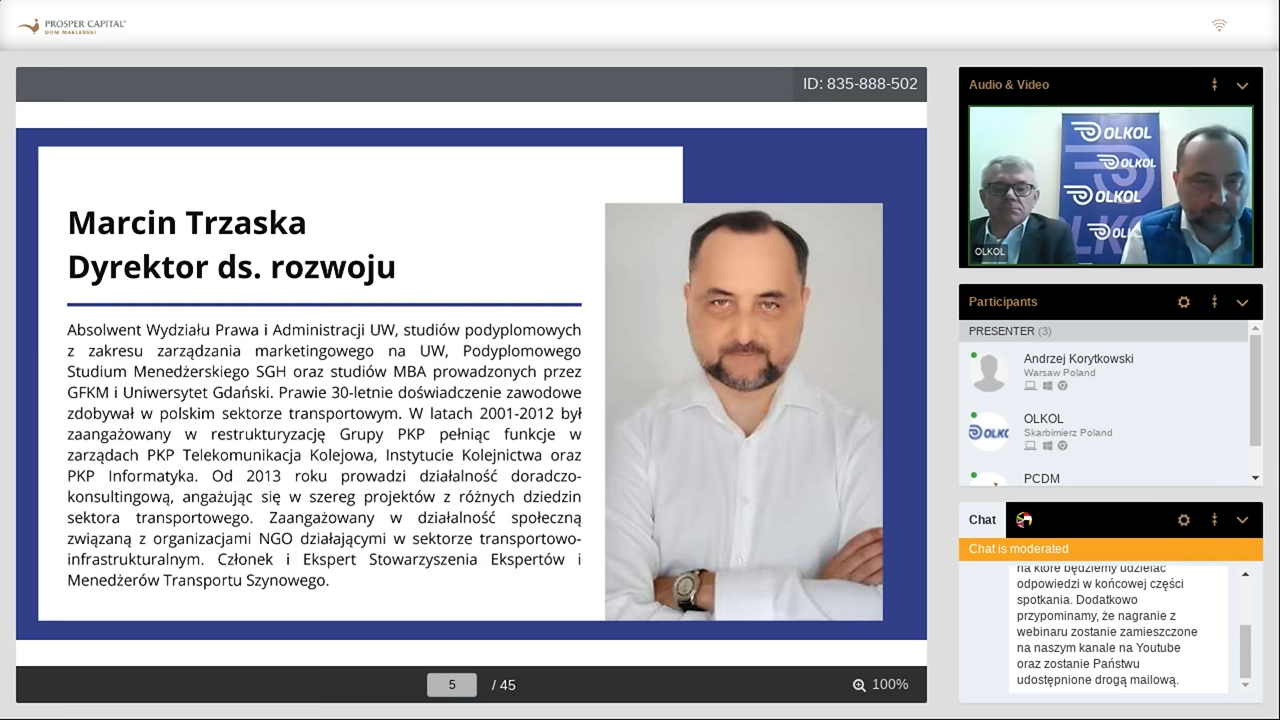 PROSPER CAPITAL
DOM MAKLERSKI
ID: 835-888-502
Marcin Trzaska
Dyrektor ds. rozwoju
Absolwent Wydziału Prawa i Administracji UW, studiów podyplomowych
z zakresu zarządzania marketingowego na UW, Podyplomowego
Studium Menedżerskiego SGH oraz studiów MBA prowadzonych przez
GFKM i Uniwersytet Gdański. Prawie 30-letnie doświadczenie zawodowe
zdobywał w polskim sektorze transportowym. W latach 2001-2012 był
zaangażowany w restrukturyzację Grupy PKP pełniąc funkcje w
zarządach PKP Telekomunikacja Kolejowa, Instytucie Kolejnictwa oraz
PKP Informatyka. Od 2013 roku prowadzi działalność doradczo-
konsultingową, angażując się w szereg projektów z różnych dziedzin
sektora transportowego. Zaangażowany w działalność społeczną
związaną z organizacjami NGO działającymi w sektorze transportowo-
infrastrukturalnym. Członek i Ekspert Stowarzyszenia Ekspertów i
Menedżerów Transportu Szynowego.
5 / 45
100%
Audio & Video
OLKOL
OLKOL
OLKOL
OLKOL
OLKOL
Participants
PRESENTER (3)
Andrzej Korytkowski
Warsaw Poland
OLKOL
Skarbimierz Poland
PCDM
Chat
Chat is moderated
na które będziemy udzielać
odpowiedzi w końcowej części
spotkania. Dodatkowo
przypominamy, że nagranie z
webinaru zostanie zamieszczone
na naszym kanale na Youtube
oraz zostanie Państwu
udostępnione drogą mailową.